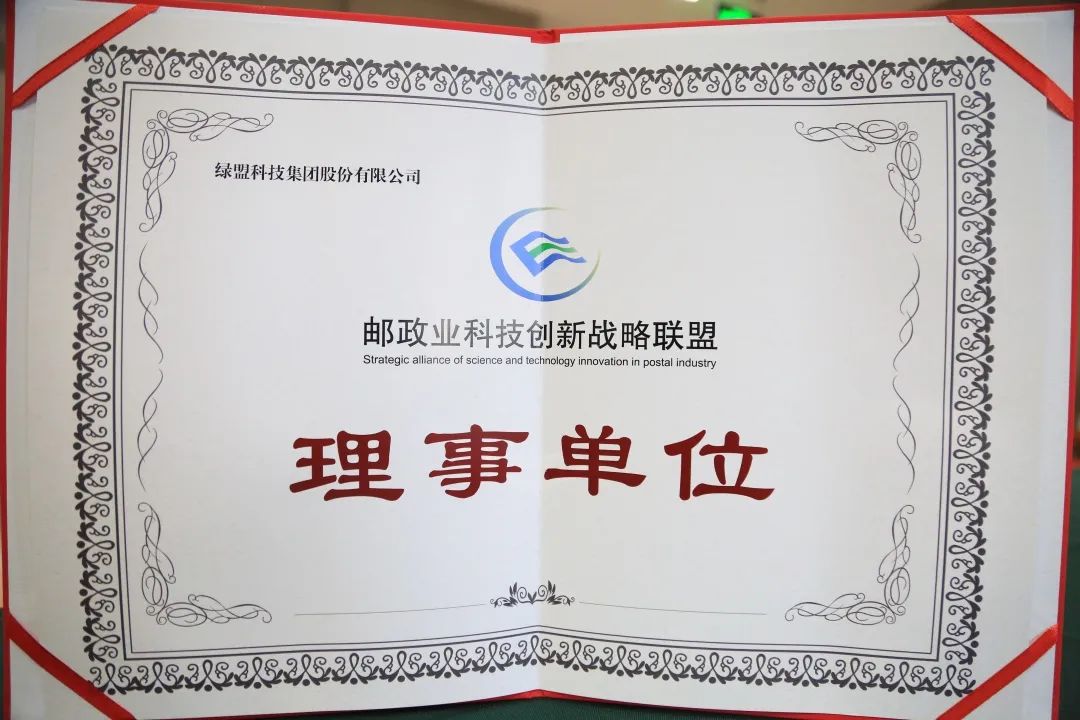 绿盟科技集团股份有限公司
邮政业科技创新战略联盟
Strategic alliance of science and technology innovation in postal industry
理事单位